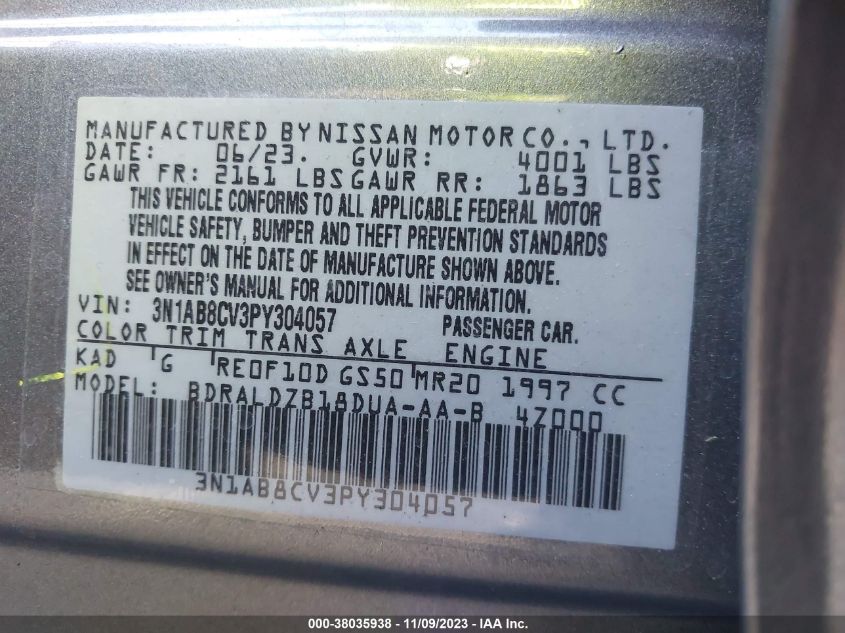 MANUFACTURED BY NISSAN MOTOR CO., LTD.
DATE: 06/23. GVWR: 4001 LBS
GAWR FR: 2161 LBS GAWR RR: 1863 LBS
THIS VEHICLE CONFORMS TO ALL APPLICABLE FEDERAL MOTOR
VEHICLE SAFETY, BUMPER AND THEFT PREVENTION STANDARDS
IN EFFECT ON THE DATE OF MANUFACTURE SHOWN ABOVE.
SEE OWNER'S MANUAL FOR ADDITIONAL INFORMATION.
VIN: 3N1AB8CV3PY304057 PASSENGER CAR.
COLOR TRIM TRANS AXLE ENGINE
KAD G RE0F10D GS50 MR20 1997 CC
MODEL: BDRALDZB18DUA-AA-B 4Z000
3N1AB8CV3PY304057
000-38035938 - 11/09/2023 - IAA Inc.